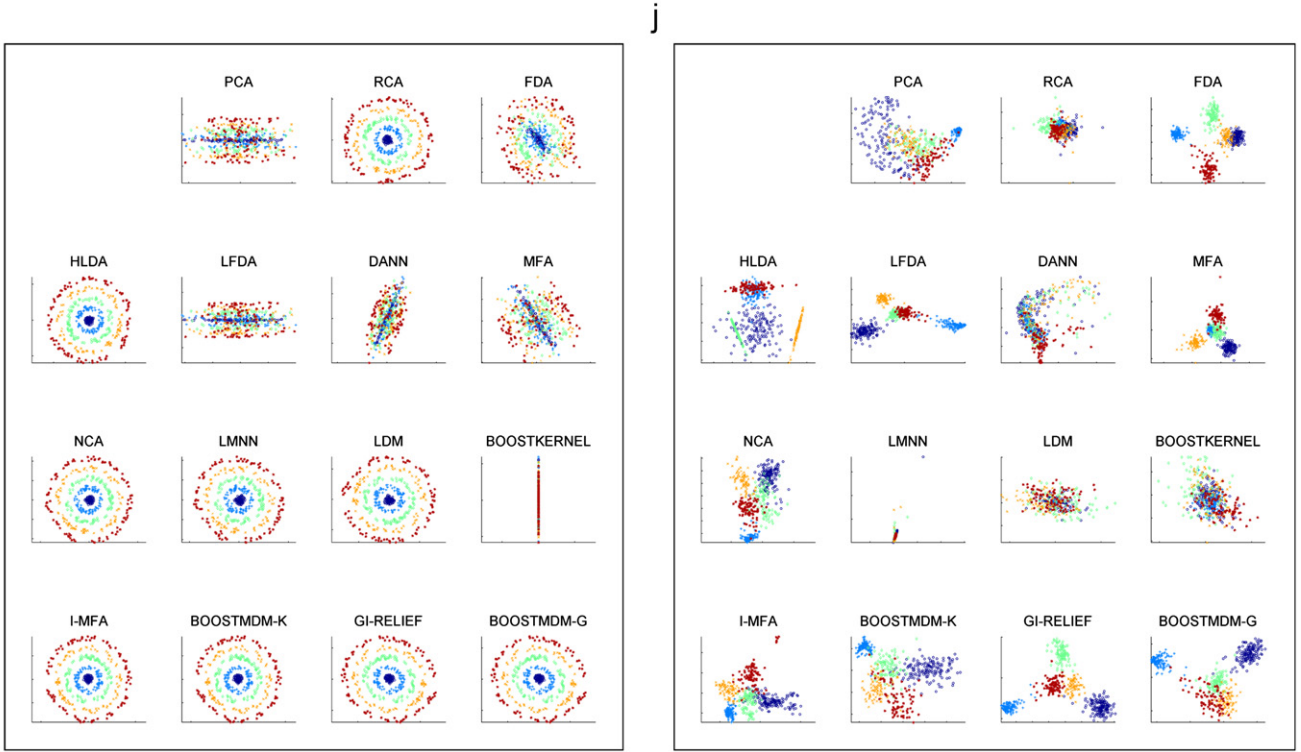 j
PCA RCA FDA
HLDA LFDA DANN MFA
NCA LMNN LDM BOOSTKERNEL
I-MFA BOOSTMDM-K GI-RELIEF BOOSTMDM-G
PCA RCA FDA
HLDA LFDA DANN MFA
NCA LMNN LDM BOOSTKERNEL
I-MFA BOOSTMDM-K GI-RELIEF BOOSTMDM-G